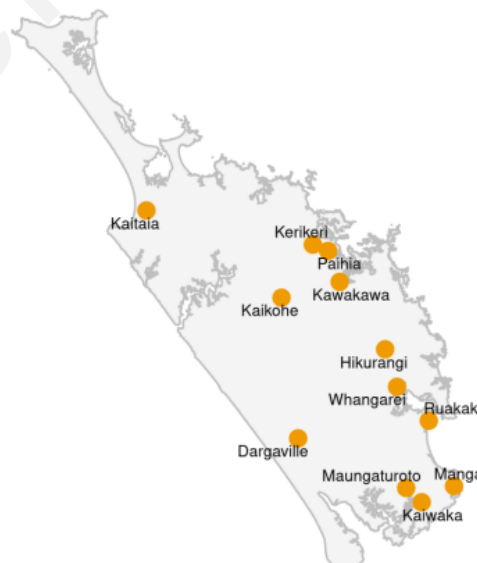 Kaitaia
Kerikeri
Paihia
Kawakawa
Kaikohe
Hikurangi
Whangarei
Ruakak
Dargaville
Maungaturoto
Manga
Kaiwaka